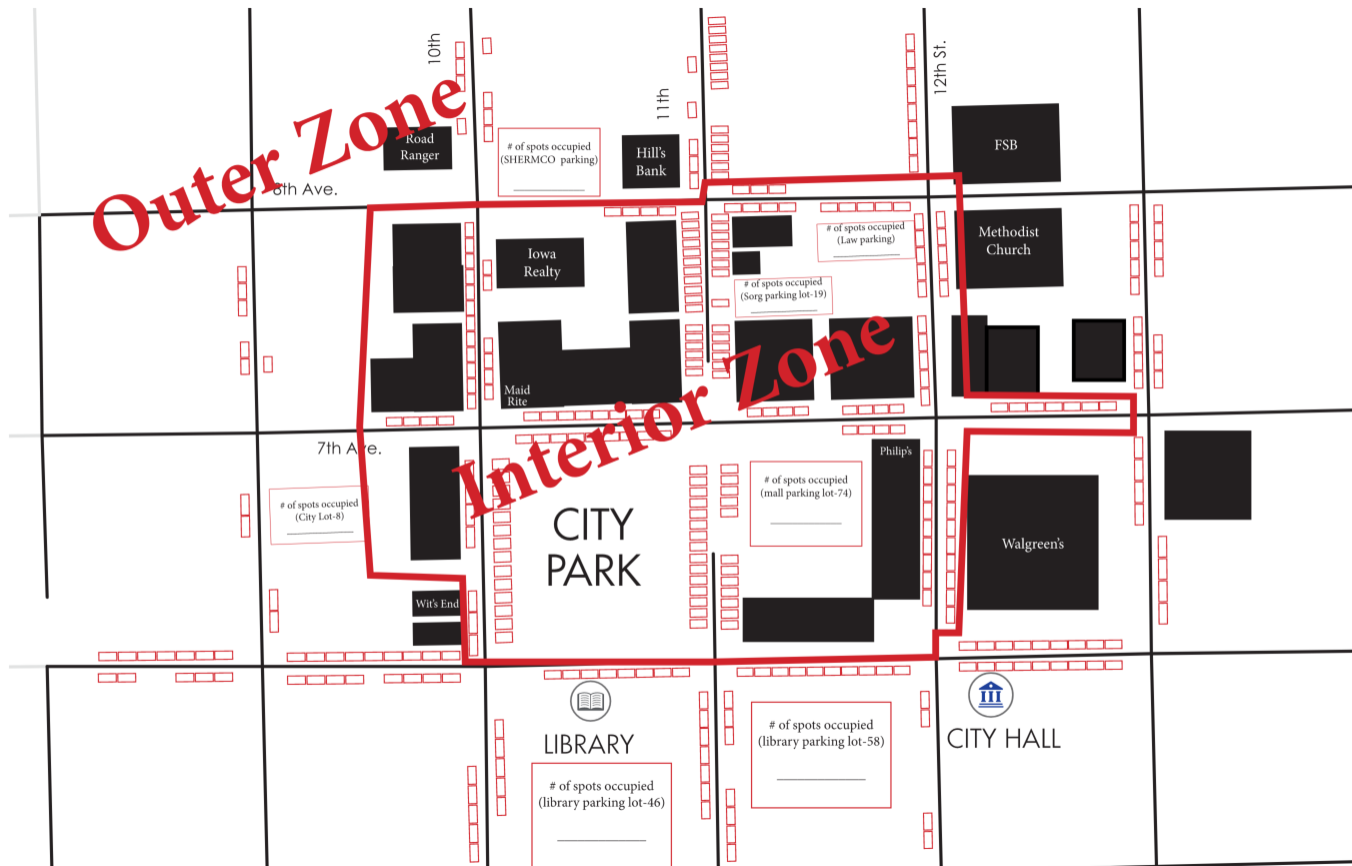 10th
11th
12th St.
Outer Zone
Road
Ranger
# of spots occupied
(SHERMCO parking)
Hill's
Bank
FSB
8th Ave.
Iowa
Realty
# of spots occupied
(Law parking)
Methodist
Church
# of spots occupied
(Sorg parking lot-19)
Maid
Rite
Interior Zone
7th Ave.
Philip's
# of spots occupied
(City Lot-8)
# of spots occupied
(mall parking lot-74)
CITY
PARK
Walgreen's
Wit's End
LIBRARY
# of spots occupied
(library parking lot-58)
CITY HALL
# of spots occupied
(library parking lot-46)